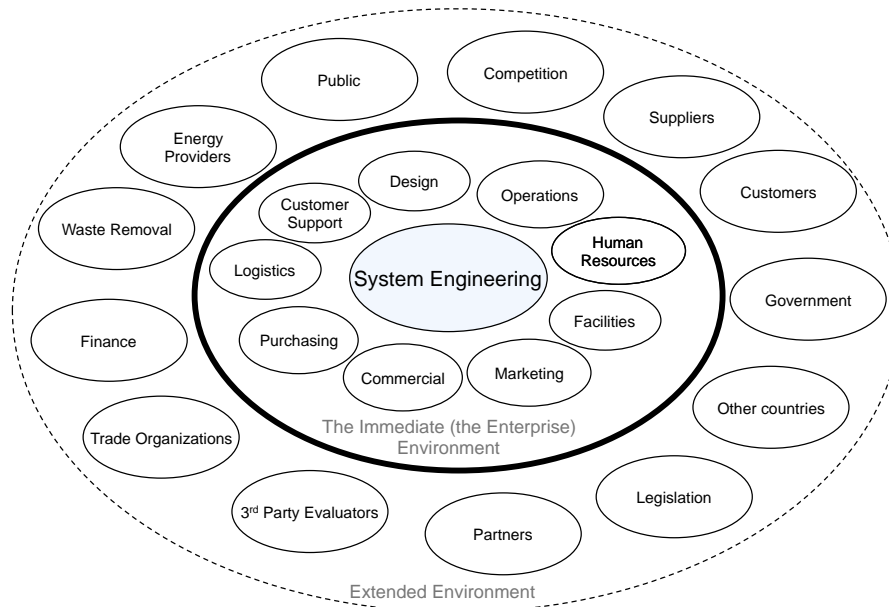 Public
Competition
Suppliers
Energy
Providers
Design
Operations
Customers
Customer
Support
Waste Removal
Human
Resources
Logistics
System Engineering
Government
Facilities
Finance
Purchasing
Commercial
Marketing
Other countries
The Immediate (the Enterprise)
Environment
Trade Organizations
Legislation
3rd Party Evaluators
Partners
Extended Environment